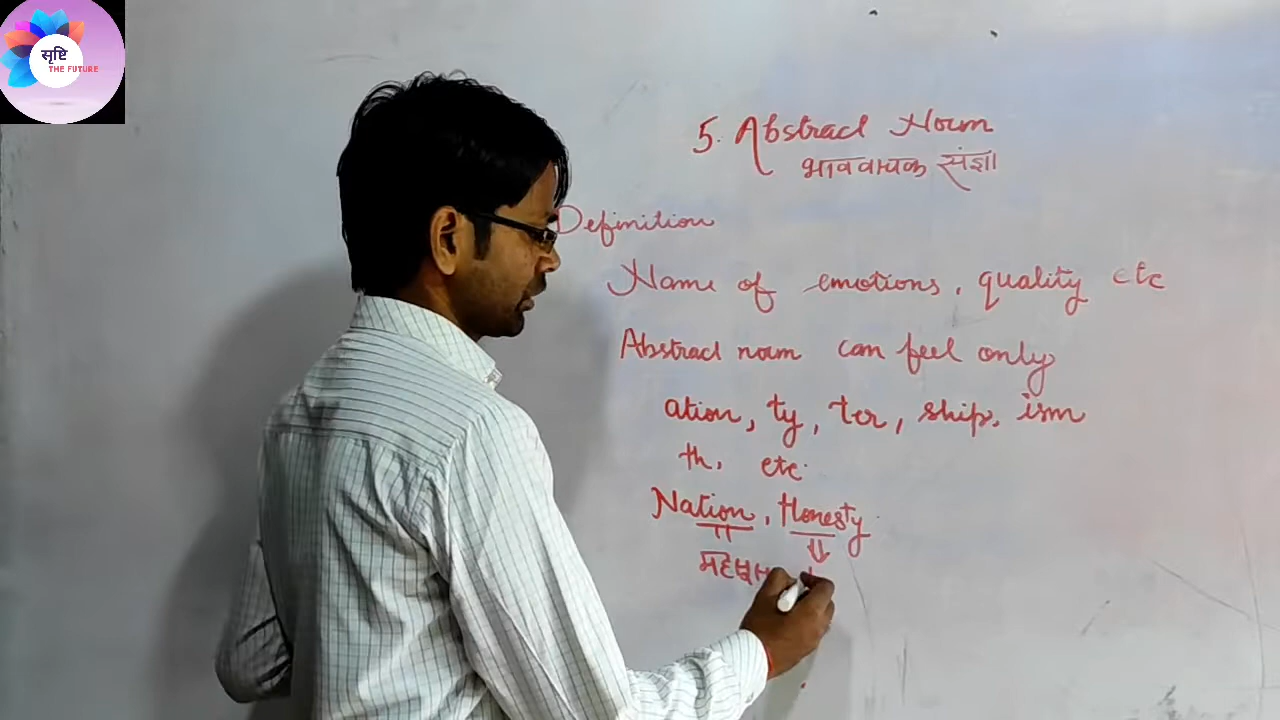 सृष्टि
THE FUTURE
5. Abstract Noun
भाववाचक संज्ञा
Definition
Name of emotions, quality etc
Abstract noun can feel only
ation, ty, ter, ship, ism
th, etc.
Nation, Honesty